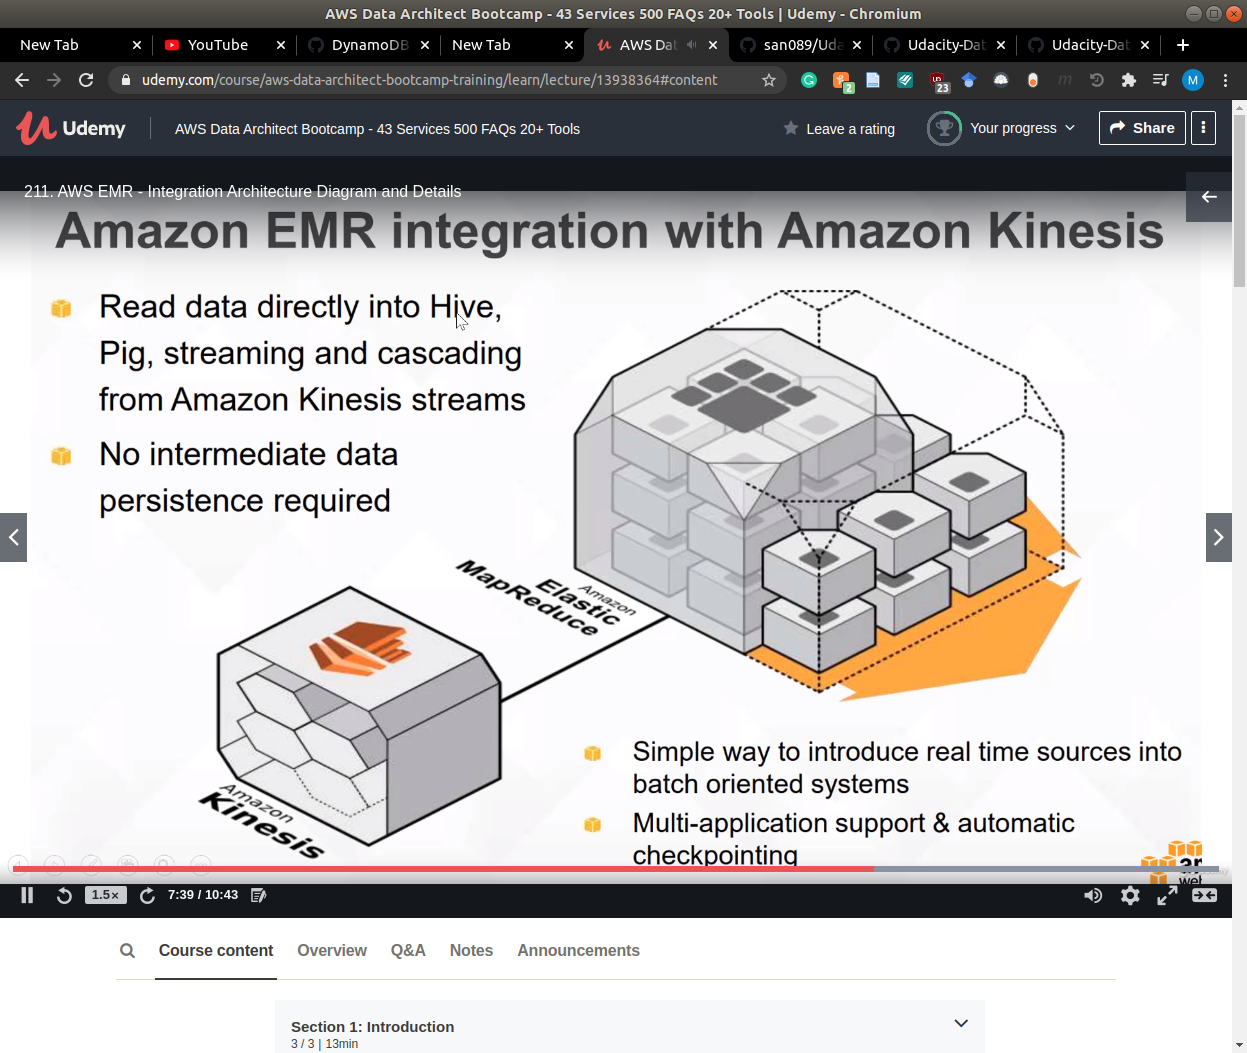 AWS Data Architect Bootcamp - 43 Services 500 FAQs 20+ Tools | Udemy - Chromium
New Tab
YouTube
DynamoDB
New Tab
AWS Dat
san089/Uda
Udacity-Dat
Udacity-Dat
udemy.com/course/aws-data-architect-bootcamp-training/learn/lecture/13938364#content
2
23
M
Udemy
AWS Data Architect Bootcamp - 43 Services 500 FAQs 20+ Tools
Leave a rating
Your progress
Share
211. AWS EMR - Integration Architecture Diagram and Details
Amazon EMR integration with Amazon Kinesis
Read data directly into Hive,
Pig, streaming and cascading
from Amazon Kinesis streams
No intermediate data
persistence required
Amazon
Elastic
MapReduce
Amazon
Kinesis
Simple way to introduce real time sources into
batch oriented systems
Multi-application support & automatic
checkpointing
1.5×
7:39 / 10:43
Course content
Overview
Q&A
Notes
Announcements
Section 1: Introduction
3 / 3 | 13min